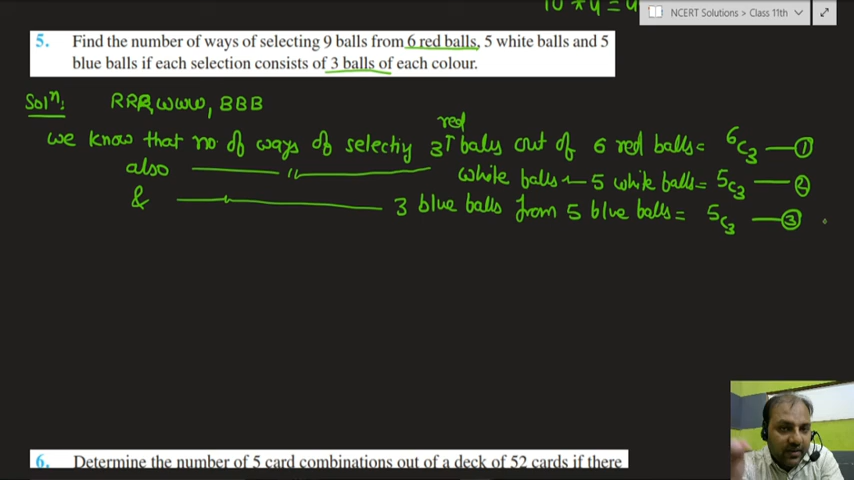 10 * 4 = 4
NCERT Solutions > Class 11th
5. Find the number of ways of selecting 9 balls from 6 red balls, 5 white balls and 5
blue balls if each selection consists of 3 balls of each colour.
Solⁿ: RRR, WWW, BBB
red
we know that no. of ways of selecting 3 balls out of 6 red balls = ⁶C₃ — ①
also — " — white balls — 5 white balls = ⁵C₃ — ②
& — 3 blue balls from 5 blue balls = ⁵C₃ — ③
6. Determine the number of 5 card combinations out of a deck of 52 cards if there